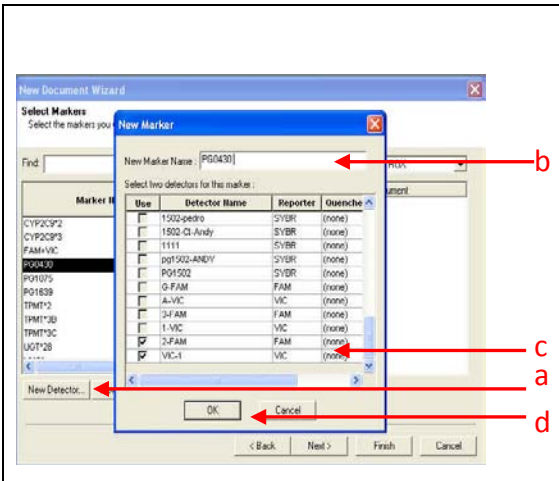 New Document Wizard
Select Markers
Select the markers you
New Marker
Find:
New Marker Name : PG0430
b
Select two detectors for this marker :
Use Detector Name Reporter Quenche
1502-pedro SYBR (none)
1502-Ct-Andy SYBR (none)
1111 SYBR (none)
pg1502-ANDY SYBR (none)
PG1502 SYBR (none)
G-FAM FAM (none)
A-VIC VIC (none)
3-FAM FAM (none)
1-VIC VIC (none)
2-FAM FAM (none)
VIC-1 VIC (none)
Marker
CYP2C9*2
CYP2C9*3
FAM+VIC
PG0430
PG1075
PG1639
TPMT*2
TPMT*3B
TPMT*3C
UGT*28
c
New Detector...
a
OK Cancel
d
< Back Next > Finish Cancel